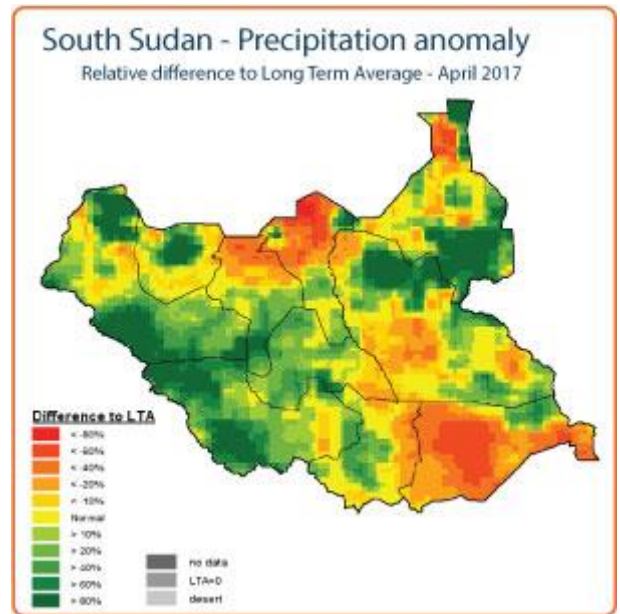 South Sudan - Precipitation anomaly
Relative difference to Long Term Average - April 2017
Difference to LTA
< -80%
< -60%
< -40%
< -20%
< -10%
Normal
> 10%
> 20%
> 40%
> 60%
> 80%
no data
LTA=0
desert